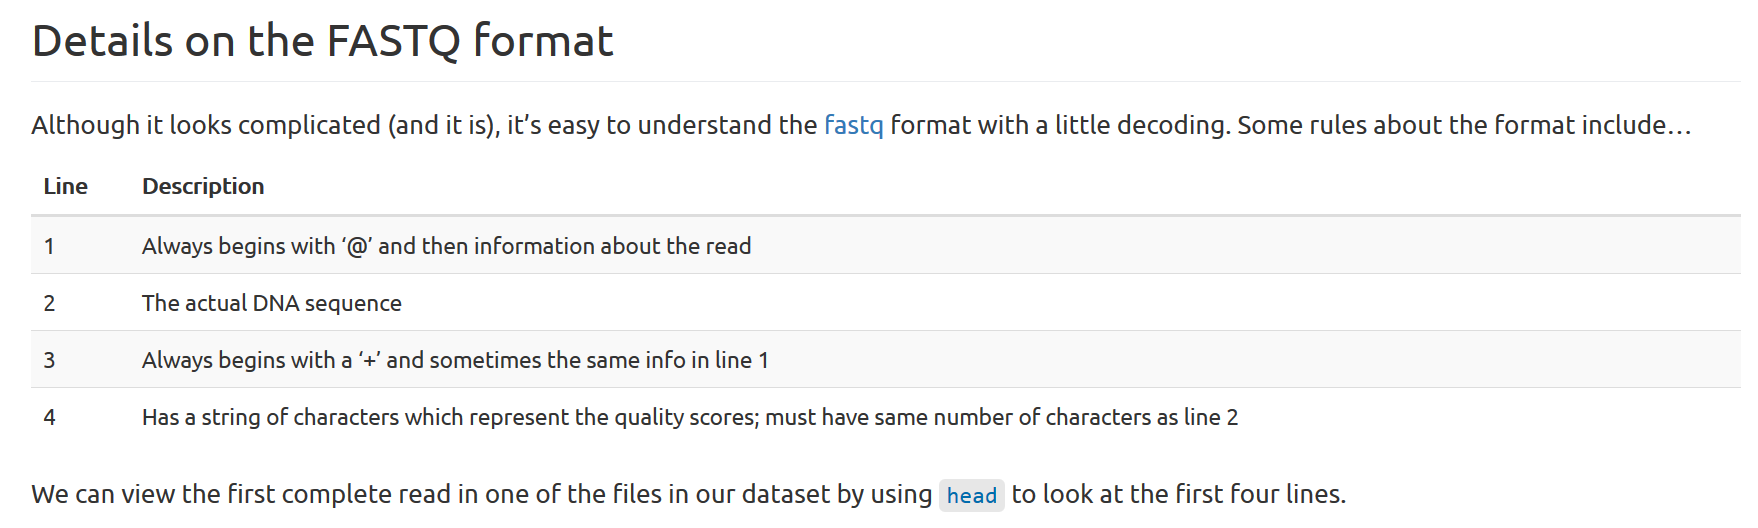 Details on the FASTQ format
Although it looks complicated (and it is), it’s easy to understand the fastq format with a little decoding. Some rules about the format include…
Line Description
1 Always begins with ‘@’ and then information about the read
2 The actual DNA sequence
3 Always begins with a ‘+’ and sometimes the same info in line 1
4 Has a string of characters which represent the quality scores; must have same number of characters as line 2
We can view the first complete read in one of the files in our dataset by using head to look at the first four lines.